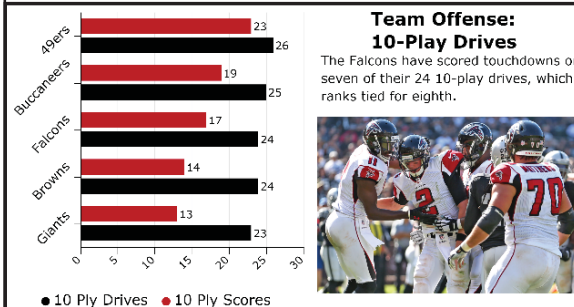 49ers
23
26
Buccaneers
19
25
Falcons
17
24
Browns
14
24
Giants
13
23
0
5
10
15
20
25
30
10 Ply Drives
10 Ply Scores
Team Offense:
10-Play Drives
The Falcons have scored touchdowns on
seven of their 24 10-play drives, which
ranks tied for eighth.
11
2
70